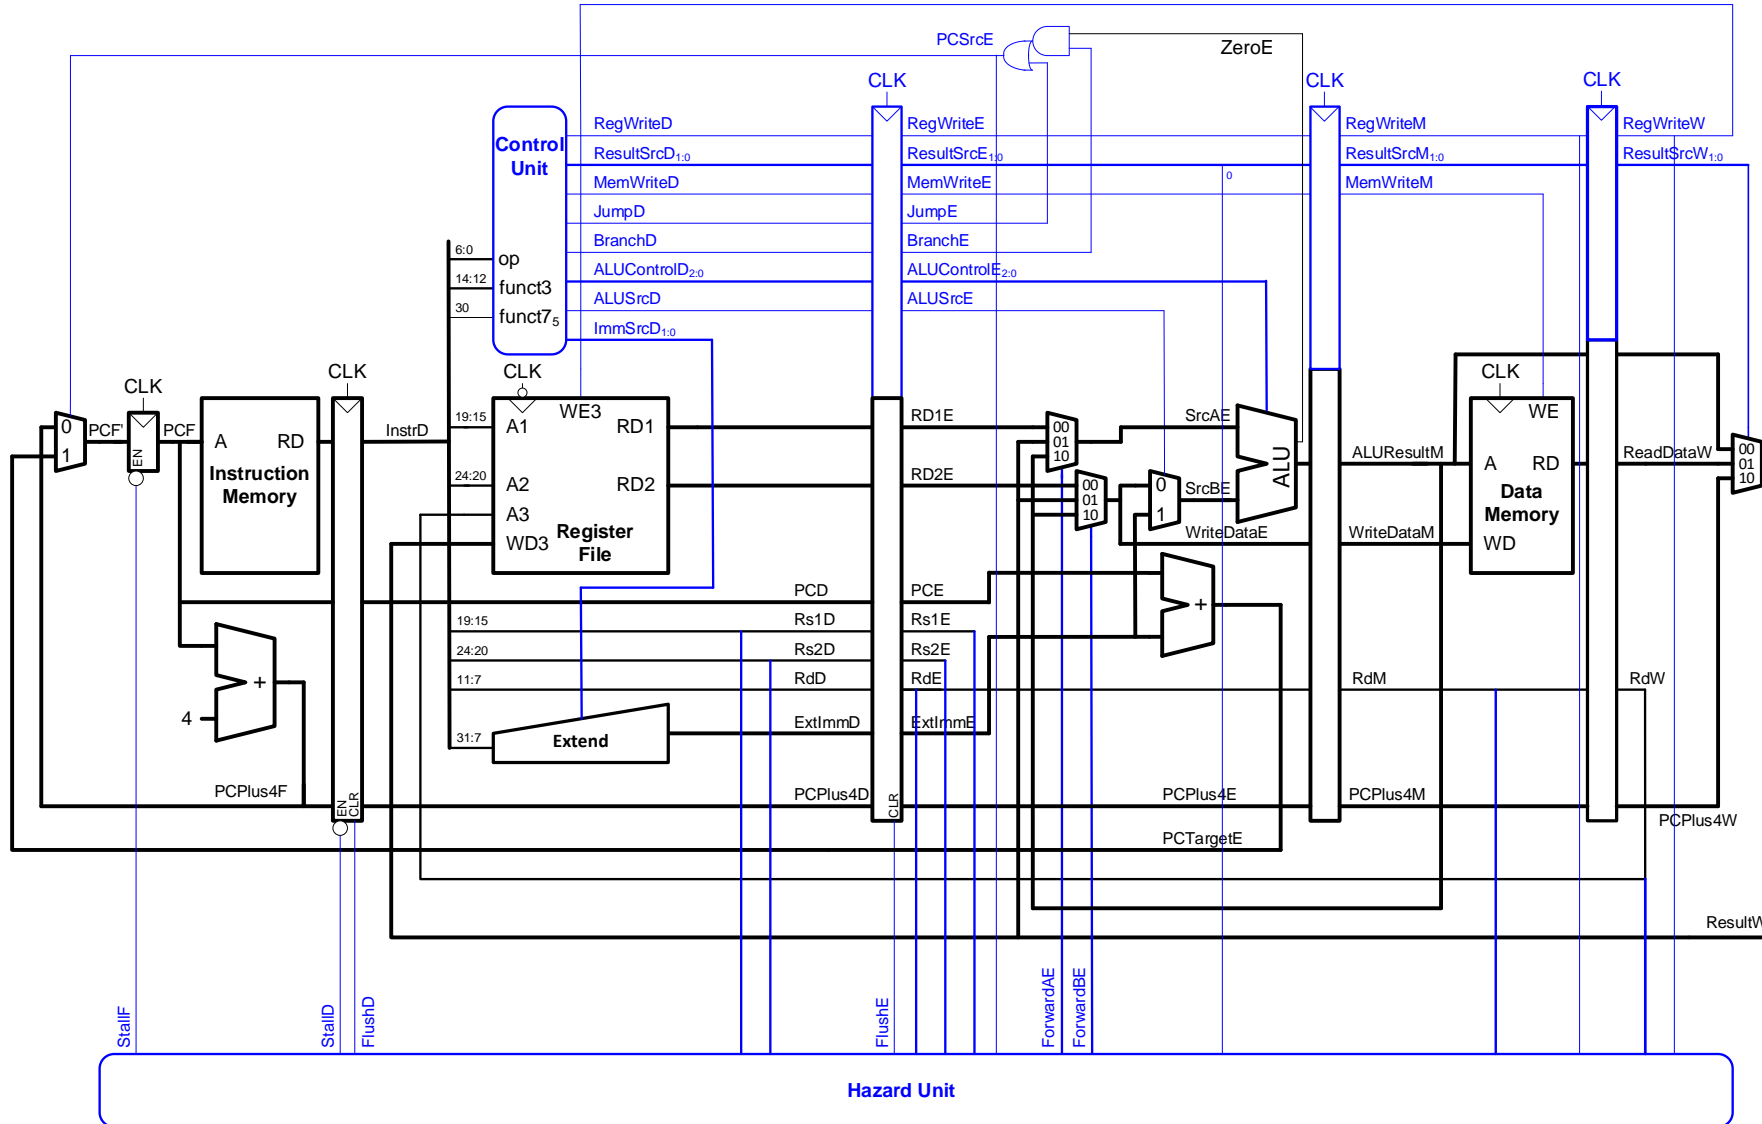 PCSrcE
ZeroE
CLK
CLK
CLK
Control
Unit
op
funct3
funct7₅
6:0
14:12
30
RegWriteD
ResultSrcD₁:₀
MemWriteD
JumpD
BranchD
ALUControlD₂:₀
ALUSrcD
ImmSrcD₁:₀
RegWriteE
ResultSrcE₁:₀
MemWriteE
JumpE
BranchE
ALUControlE₂:₀
ALUSrcE
0
RegWriteM
ResultSrcM₁:₀
MemWriteM
RegWriteW
ResultSrcW₁:₀
CLK
CLK
CLK
CLK
0
1
PCF'
EN
PCF
A
RD
Instruction
Memory
InstrD
19:15
24:20
A1
A2
A3
WD3
WE3
RD1
RD2
Register
File
RD1E
RD2E
00
01
10
00
01
10
0
1
SrcAE
SrcBE
ALU
WriteDataE
ALUResultM
WriteDataM
A
RD
WE
WD
Data
Memory
ReadDataW
00
01
10
PCD
PCE
19:15
Rs1D
Rs1E
24:20
Rs2D
Rs2E
11:7
RdD
RdE
RdM
RdW
+
4
+
31:7
Extend
ExtImmD
ExtImmE
PCPlus4F
EN
CLR
PCPlus4D
CLR
PCPlus4E
PCPlus4M
PCPlus4W
PCTargetE
ResultW
StallF
StallD
FlushD
FlushE
ForwardAE
ForwardBE
Hazard Unit